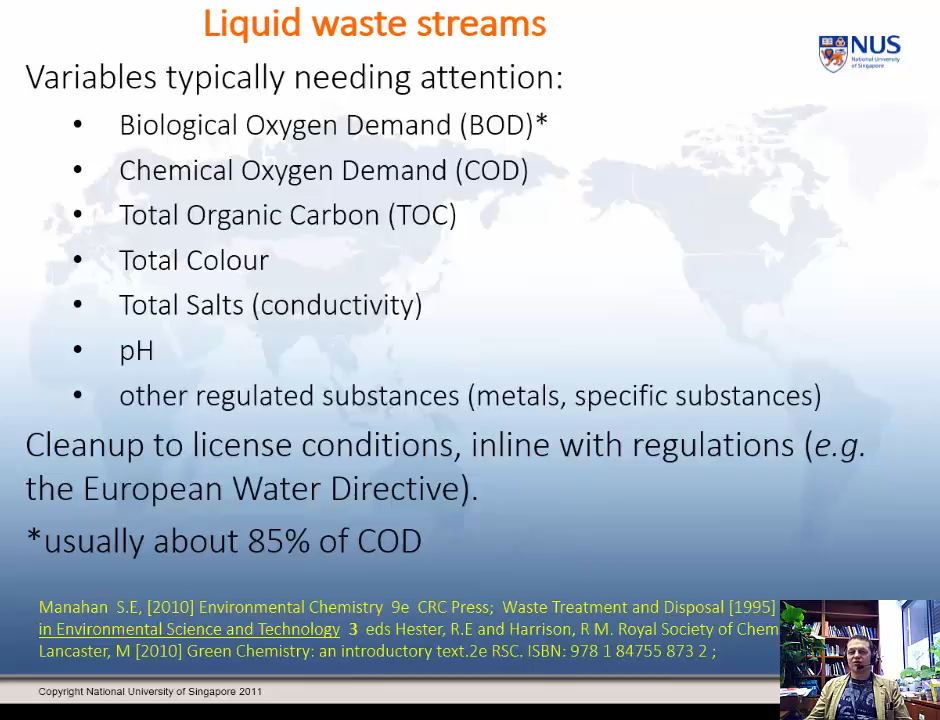 Liquid waste streams
NUS
National University
of Singapore
Variables typically needing attention:
• Biological Oxygen Demand (BOD)*
• Chemical Oxygen Demand (COD)
• Total Organic Carbon (TOC)
• Total Colour
• Total Salts (conductivity)
• pH
• other regulated substances (metals, specific substances)
Cleanup to license conditions, inline with regulations (e.g.
the European Water Directive).
*usually about 85% of COD
Manahan S.E, [2010] Environmental Chemistry 9e CRC Press; Waste Treatment and Disposal [1995]
in Environmental Science and Technology 3 eds Hester, R.E and Harrison, R M. Royal Society of Chem
Lancaster, M [2010] Green Chemistry: an introductory text.2e RSC. ISBN: 978 1 84755 873 2 ;
Copyright National University of Singapore 2011